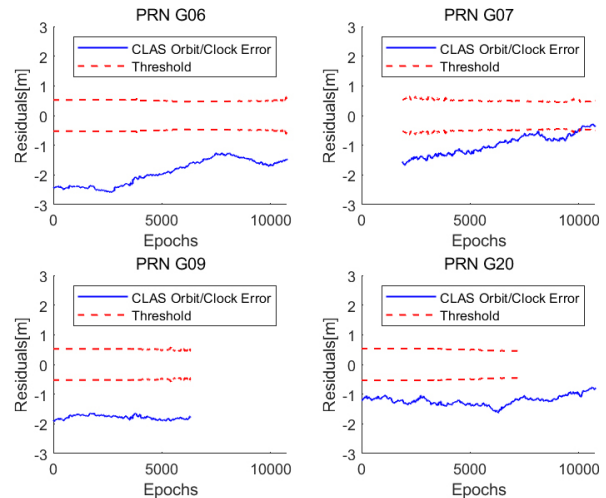 PRN G06
3
2
1
0
-1
-2
-3
Residuals[m]
CLAS Orbit/Clock Error
Threshold
0
5000
10000
Epochs
PRN G07
3
2
1
0
-1
-2
-3
Residuals[m]
CLAS Orbit/Clock Error
Threshold
0
5000
10000
Epochs
PRN G09
3
2
1
0
-1
-2
-3
Residuals[m]
CLAS Orbit/Clock Error
Threshold
0
5000
10000
Epochs
PRN G20
3
2
1
0
-1
-2
-3
Residuals[m]
CLAS Orbit/Clock Error
Threshold
0
5000
10000
Epochs